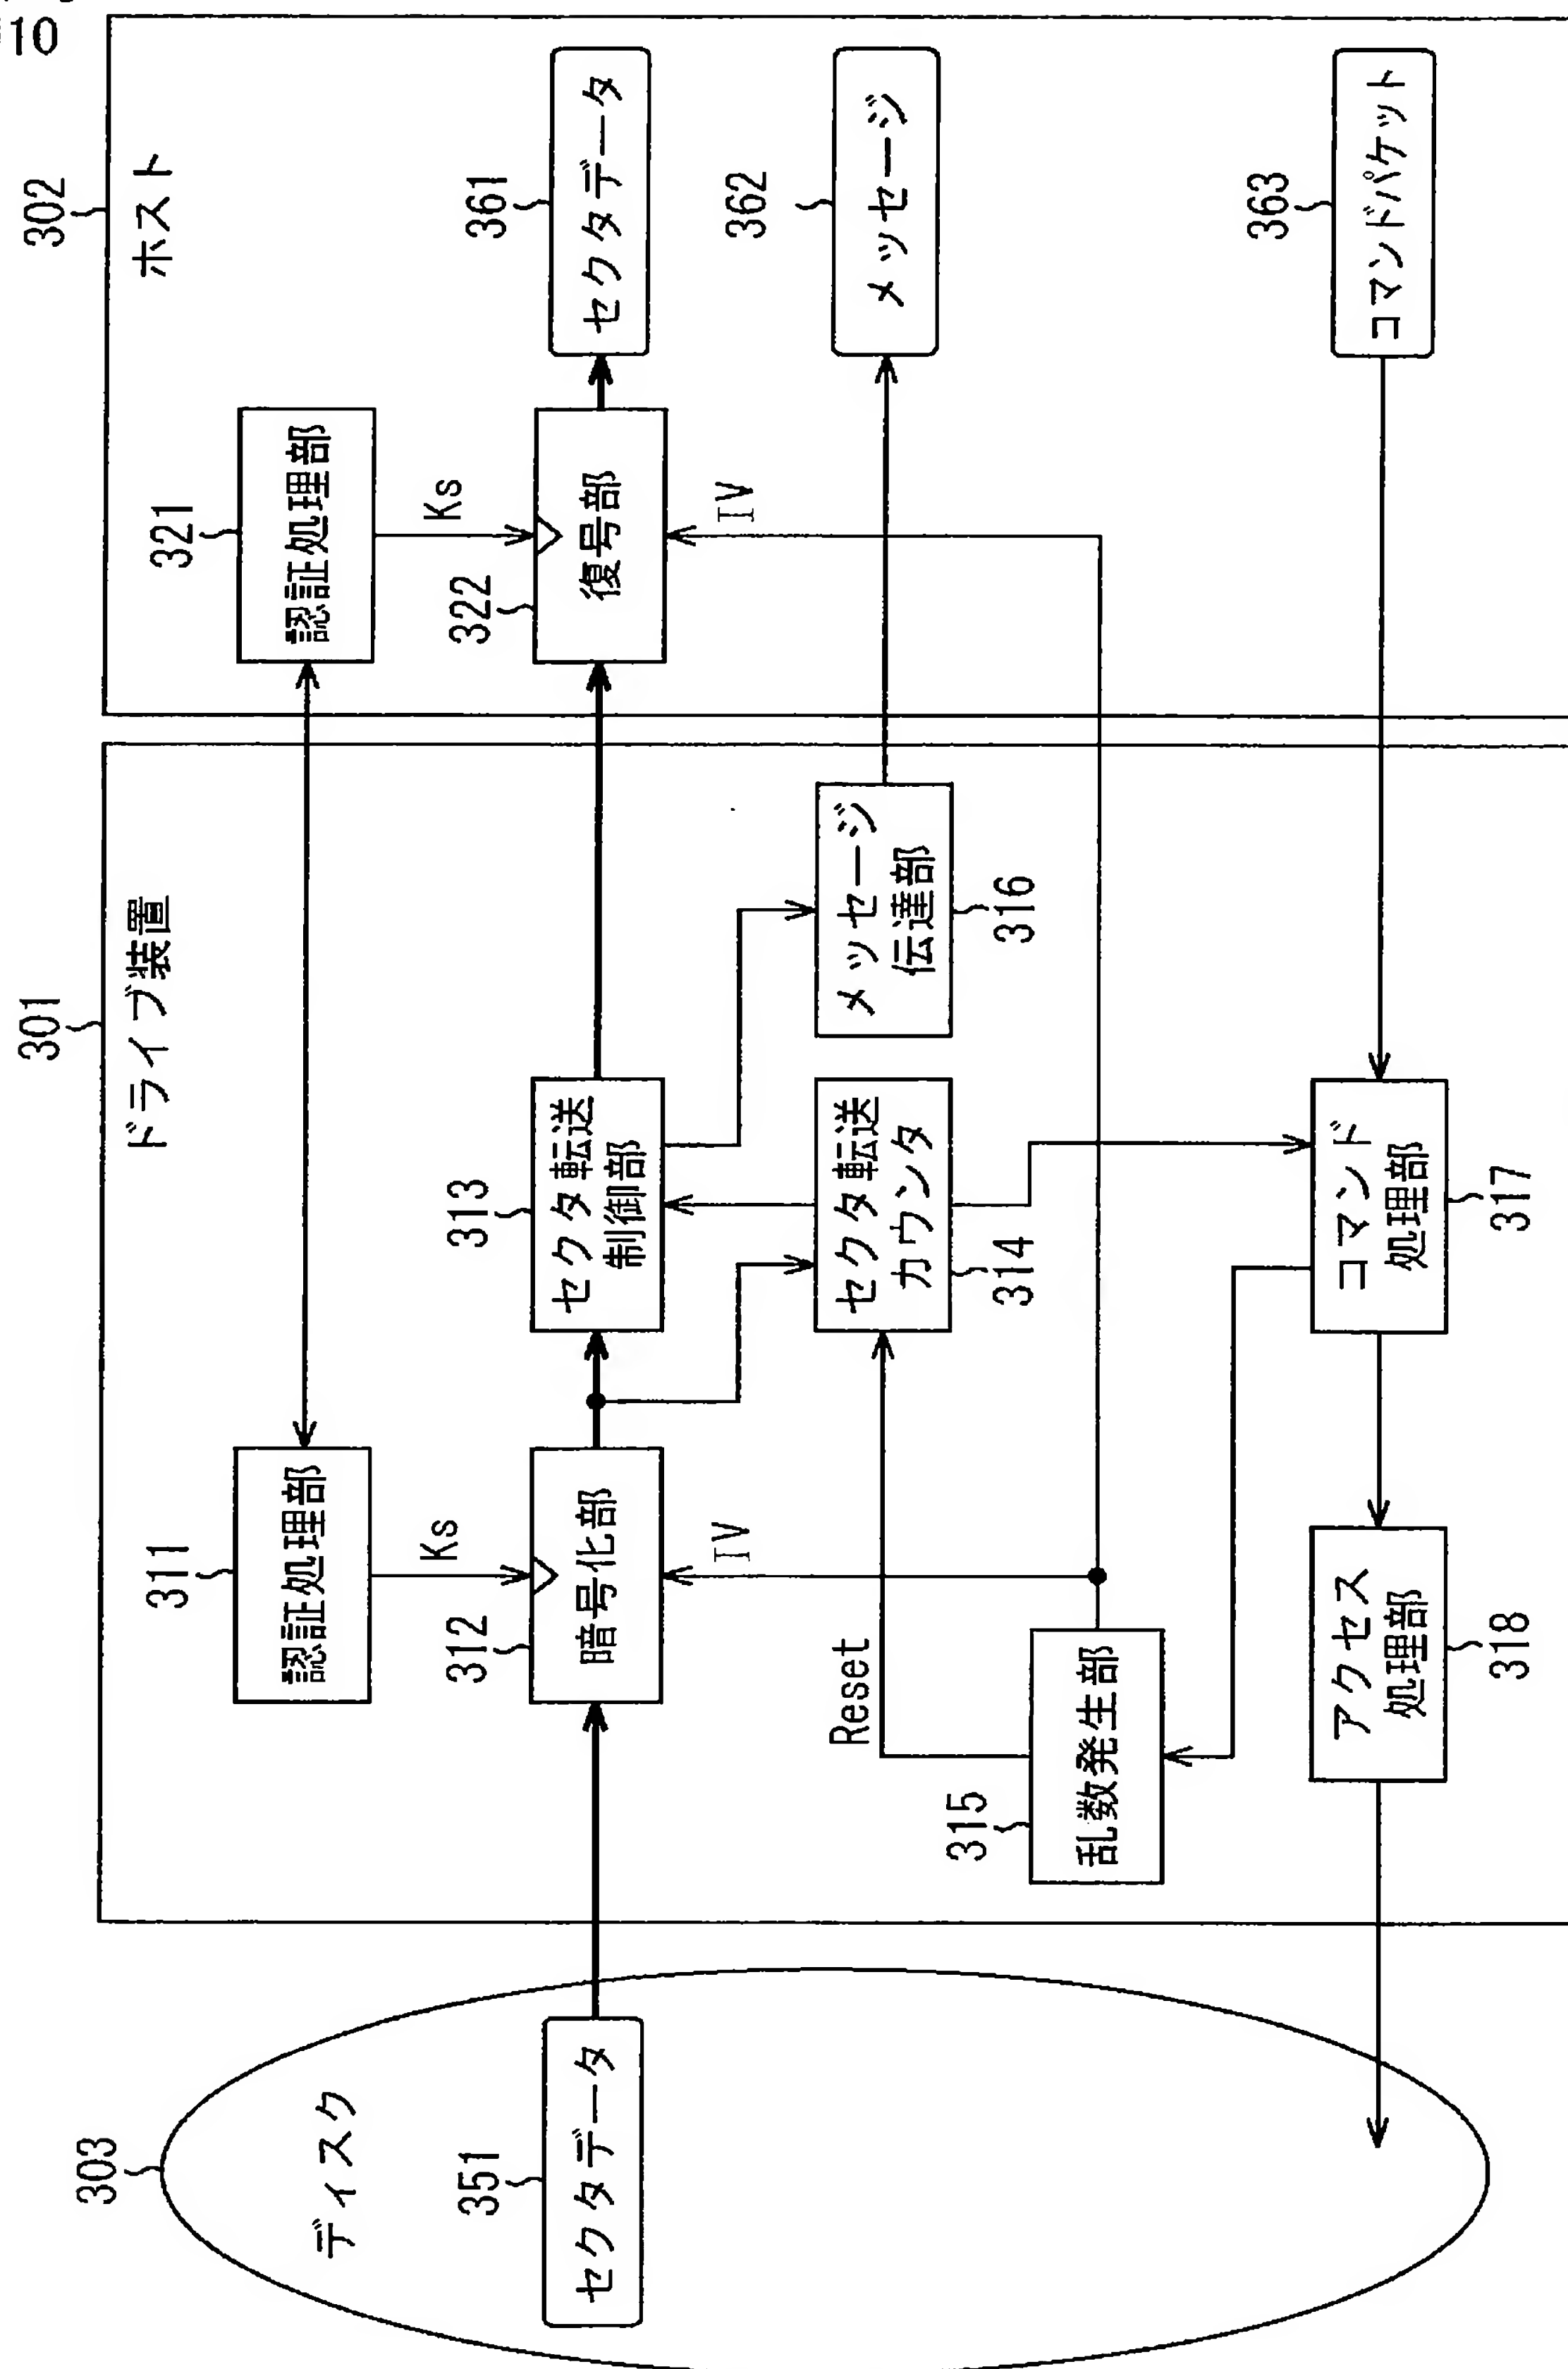 10
303
ディスク
351
セクタデータ
301
ドライブ装置
311
認証処理部
Ks
312
暗号化部
IV
313
セクタ転送
制御部
314
セクタ転送
カウンタ
Reset
315
乱数発生部
メッセージ
伝達部
316
コマンド
処理部
317
アクセス
処理部
318
302
ホスト
321
認証処理部
Ks
322
復号部
IV
361
セクタデータ
362
メッセージ
363
コマンドパケット